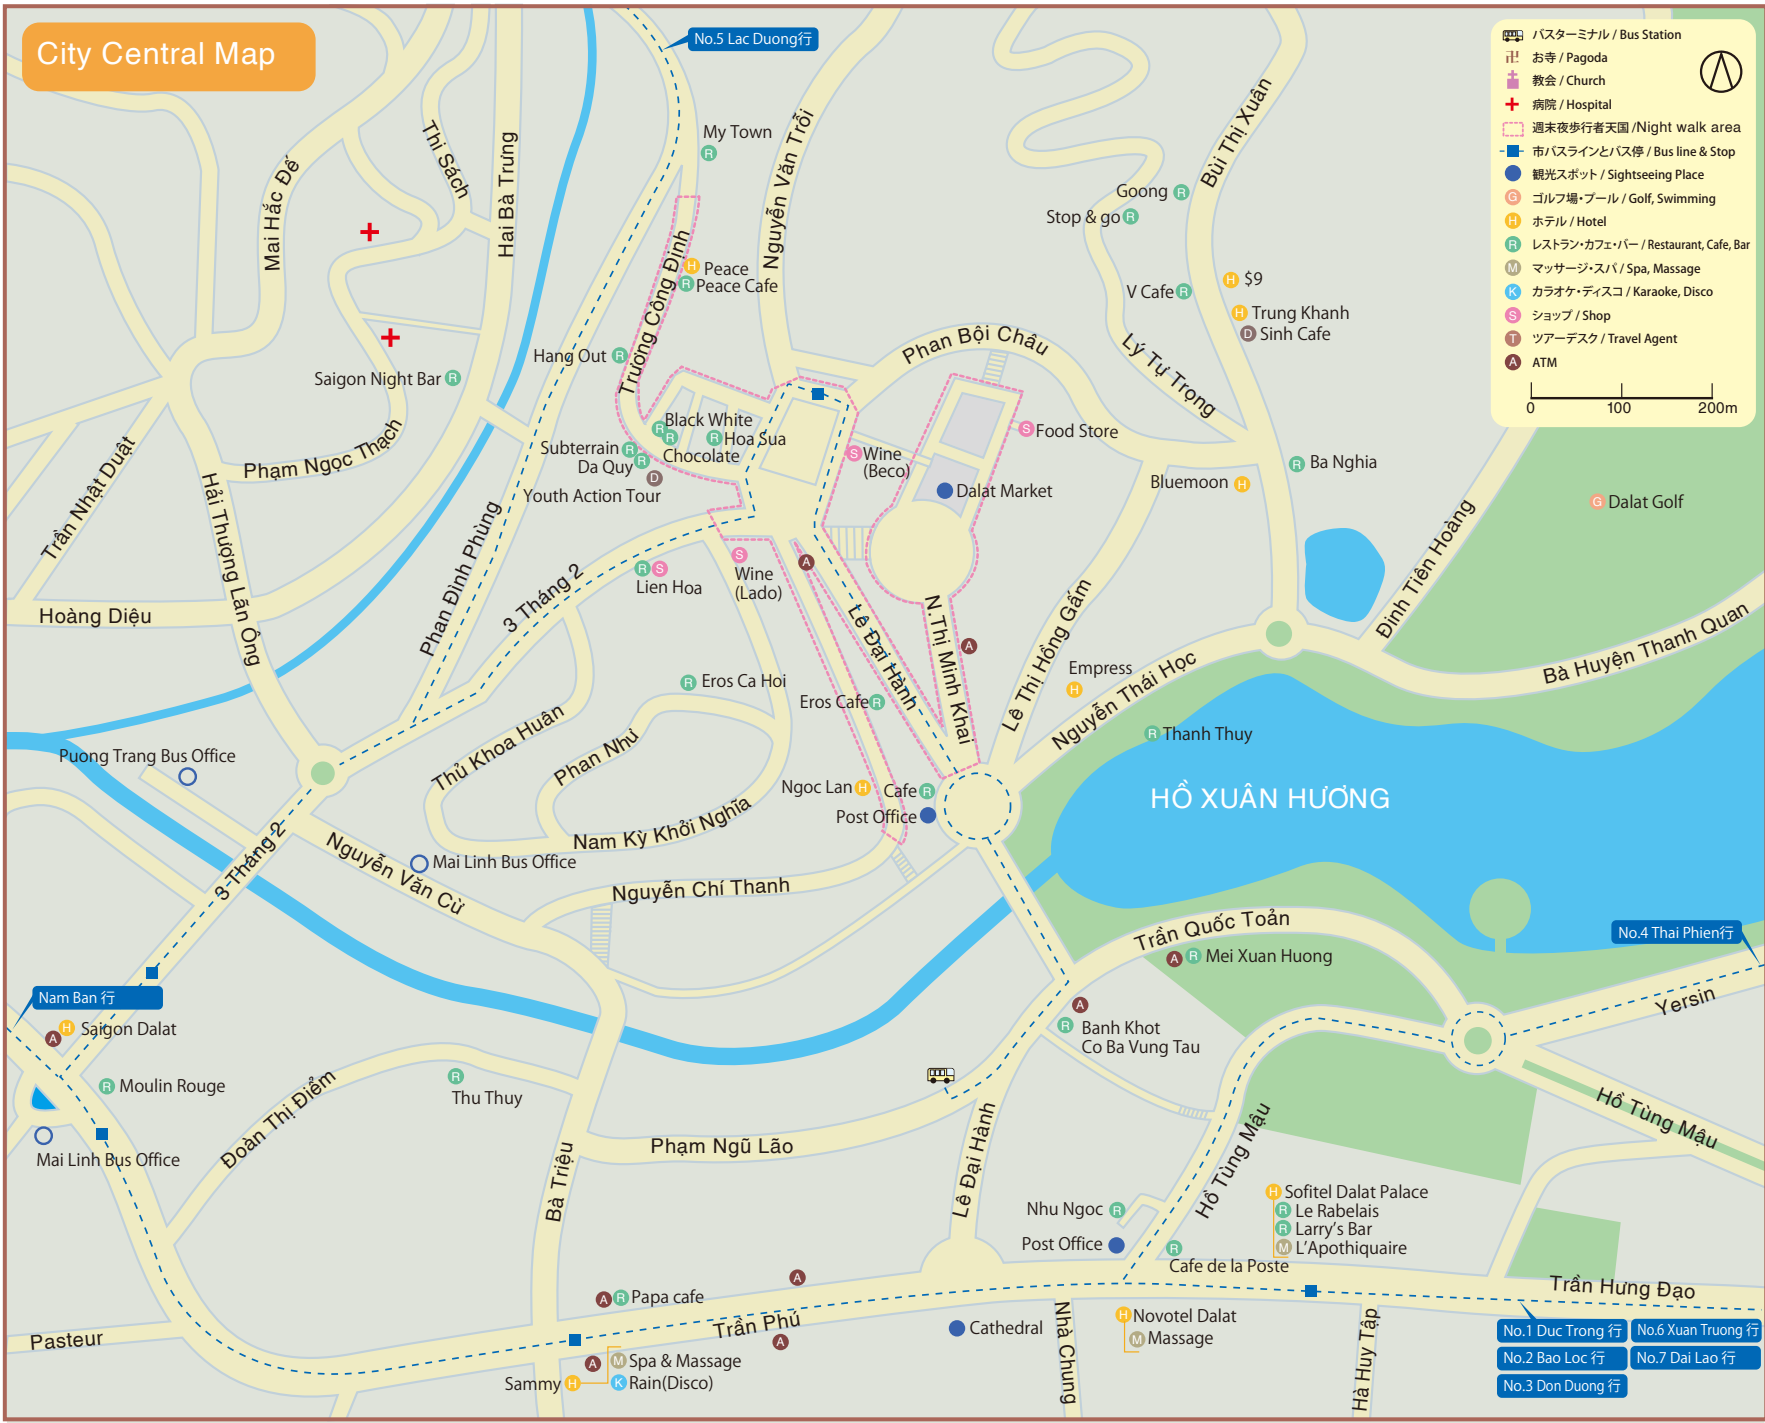 City Central Map
No.5 Lac Duong行
バスターミナル / Bus Station
お寺 / Pagoda
教会 / Church
病院 / Hospital
週末夜歩行者天国 /Night walk area
市バスラインとバス停 / Bus line & Stop
観光スポット / Sightseeing Place
G ゴルフ場・プール / Golf, Swimming
H ホテル / Hotel
R レストラン・カフェ・バー / Restaurant, Cafe, Bar
M マッサージ・スパ / Spa, Massage
K カラオケ・ディスコ / Karaoke, Disco
S ショップ / Shop
T ツアーデスク / Travel Agent
A ATM
0 100 200m
Thi Sách
Hai Bà Trưng
Mai Hắc Đế
My Town
R
Nguyễn Văn Trỗi
Bùi Thị Xuân
Goong R
Stop & go R
Trương Công Định
H Peace
R Peace Cafe
V Cafe R
H $9
H Trung Khanh
D Sinh Cafe
Phan Bội Châu
Lý Tự Trọng
Hang Out R
Saigon Night Bar R
Phạm Ngọc Thạch
Trần Nhật Duật
Hải Thượng Lãn Ông
Hoàng Diệu
Black White
R
R
Chocolate
R Hoa Sua
Subterrain R
Da Quy R
D
Youth Action Tour
S Wine
(Beco)
S Food Store
Dalat Market
Bluemoon H
R Ba Nghia
G Dalat Golf
Đinh Tiên Hoàng
Bà Huyện Thanh Quan
Phan Đình Phùng
3 Tháng 2
R S
Lien Hoa
S
Wine
(Lado)
A
Lê Đại Hành
N.Thị Minh Khai
A
Lê Thị Hồng Gấm
Empress
H
Nguyễn Thái Học
R Thanh Thuy
HỒ XUÂN HƯƠNG
R Eros Ca Hoi
Eros Cafe R
Thủ Khoa Huân
Phan Như
Nam Kỳ Khởi Nghĩa
Puong Trang Bus Office
Ngoc Lan H
Cafe R
Post Office
3 Tháng 2
Nguyễn Văn Cừ
Mai Linh Bus Office
Nguyễn Chí Thanh
Trần Quốc Toản
A R Mei Xuan Huong
No.4 Thai Phien行
Yersin
Nam Ban 行
A H Saigon Dalat
R Moulin Rouge
Mai Linh Bus Office
Đoàn Thị Điểm
R
Thu Thuy
A
R Banh Khot
Co Ba Vung Tau
Phạm Ngũ Lão
Bà Triệu
Lê Đại Hành
Hồ Tùng Mậu
Hồ Tùng Mậu
Nhu Ngoc R
Post Office
R
Cafe de la Poste
H Sofitel Dalat Palace
R Le Rabelais
R Larry's Bar
M L'Apothiquaire
Trần Hưng Đạo
Pasteur
A R Papa cafe
A
Trần Phú
A
A
M Spa & Massage
Sammy H
K Rain(Disco)
Cathedral
Nhà Chung
H Novotel Dalat
M Massage
Hà Huy Tập
No.1 Duc Trong 行
No.6 Xuan Truong 行
No.2 Bao Loc 行
No.7 Dai Lao 行
No.3 Don Duong 行